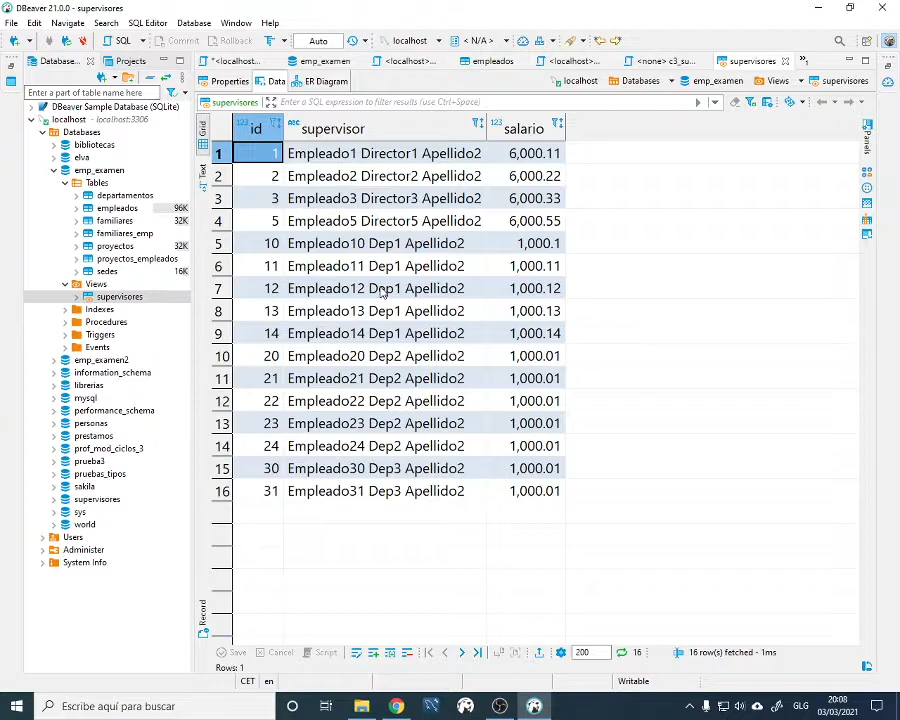 DBeaver 21.0.0 - supervisores
File Edit Navigate Search SQL Editor Database Window Help
SQL Commit Rollback T Auto localhost < N/A >
Database... Projects *<localhost... emp_examen <localhost>... empleados <localhost... <none> c3_su... supervisores
Properties Data ER Diagram localhost Databases emp_examen Views supervisores
Enter a part of table name here
supervisores Enter a SQL expression to filter results (use Ctrl+Space)
DBeaver Sample Database (SQLite)
localhost - localhost:3306
Databases
bibliotecas
elva
emp_examen
Tables
departamentos
empleados 96K
familiares 32K
familiares_emp
proyectos 32K
proyectos_empleados
sedes 16K
Views
supervisores
Indexes
Procedures
Triggers
Events
emp_examen2
information_schema
librerias
mysql
performance_schema
personas
prestamos
prof_mod_ciclos_3
prueba3
pruebas_tipos
sakila
supervisores
sys
world
Users
Administer
System Info
Grid
Text
Record
Panels
123 id ABC supervisor 123 salario
1 1 Empleado1 Director1 Apellido2 6,000.11
2 2 Empleado2 Director2 Apellido2 6,000.22
3 3 Empleado3 Director3 Apellido2 6,000.33
4 5 Empleado5 Director5 Apellido2 6,000.55
5 10 Empleado10 Dep1 Apellido2 1,000.1
6 11 Empleado11 Dep1 Apellido2 1,000.11
7 12 Empleado12 Dep1 Apellido2 1,000.12
8 13 Empleado13 Dep1 Apellido2 1,000.13
9 14 Empleado14 Dep1 Apellido2 1,000.14
10 20 Empleado20 Dep2 Apellido2 1,000.01
11 21 Empleado21 Dep2 Apellido2 1,000.01
12 22 Empleado22 Dep2 Apellido2 1,000.01
13 23 Empleado23 Dep2 Apellido2 1,000.01
14 24 Empleado24 Dep2 Apellido2 1,000.01
15 30 Empleado30 Dep3 Apellido2 1,000.01
16 31 Empleado31 Dep3 Apellido2 1,000.01
Save Cancel Script 200 16 16 row(s) fetched - 1ms
Rows: 1
CET en Writable
Escribe aquí para buscar GLG 20:08
03/03/2021